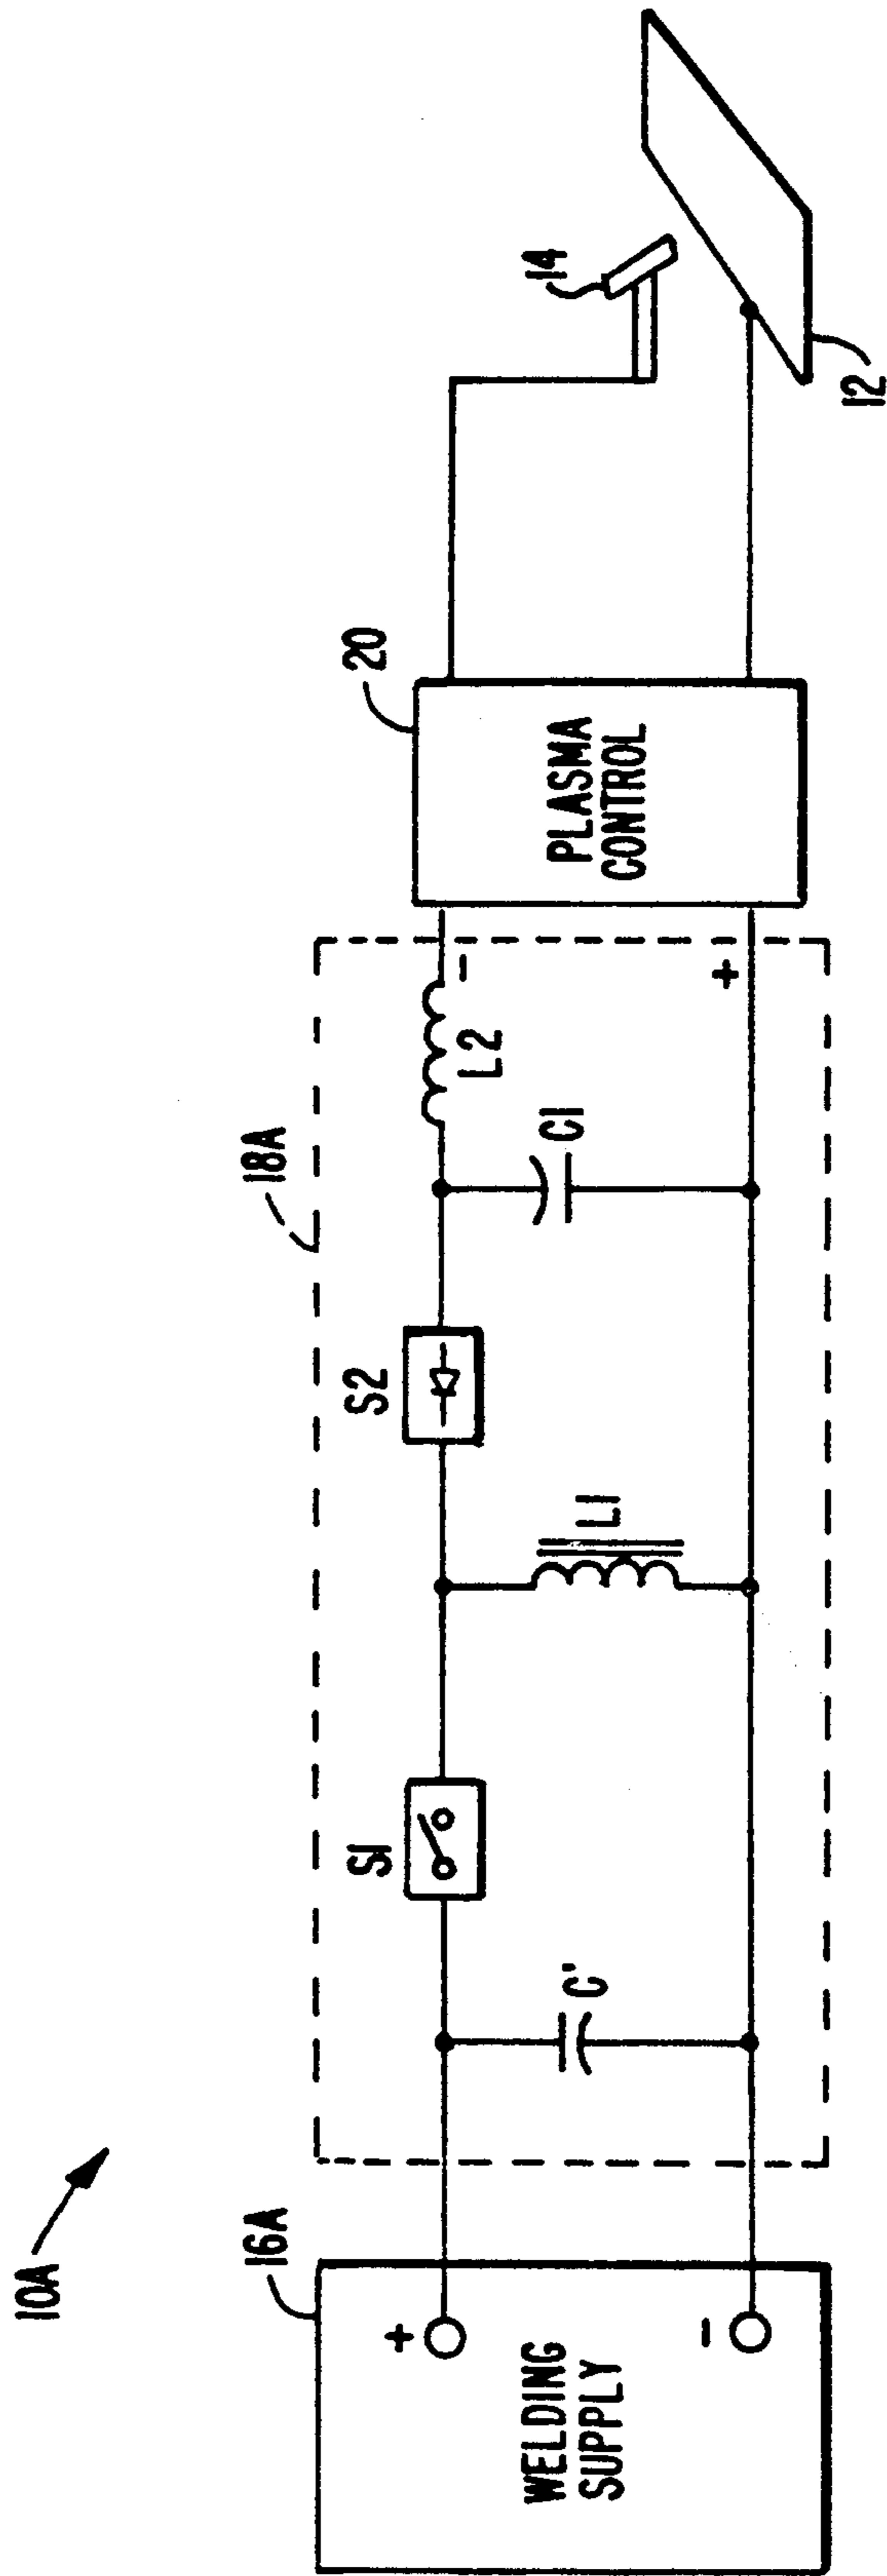 10A
16A
WELDING
SUPPLY
+
-
18A
C'
S1
L1
S2
C1
L2
-
+
20
PLASMA
CONTROL
14
12